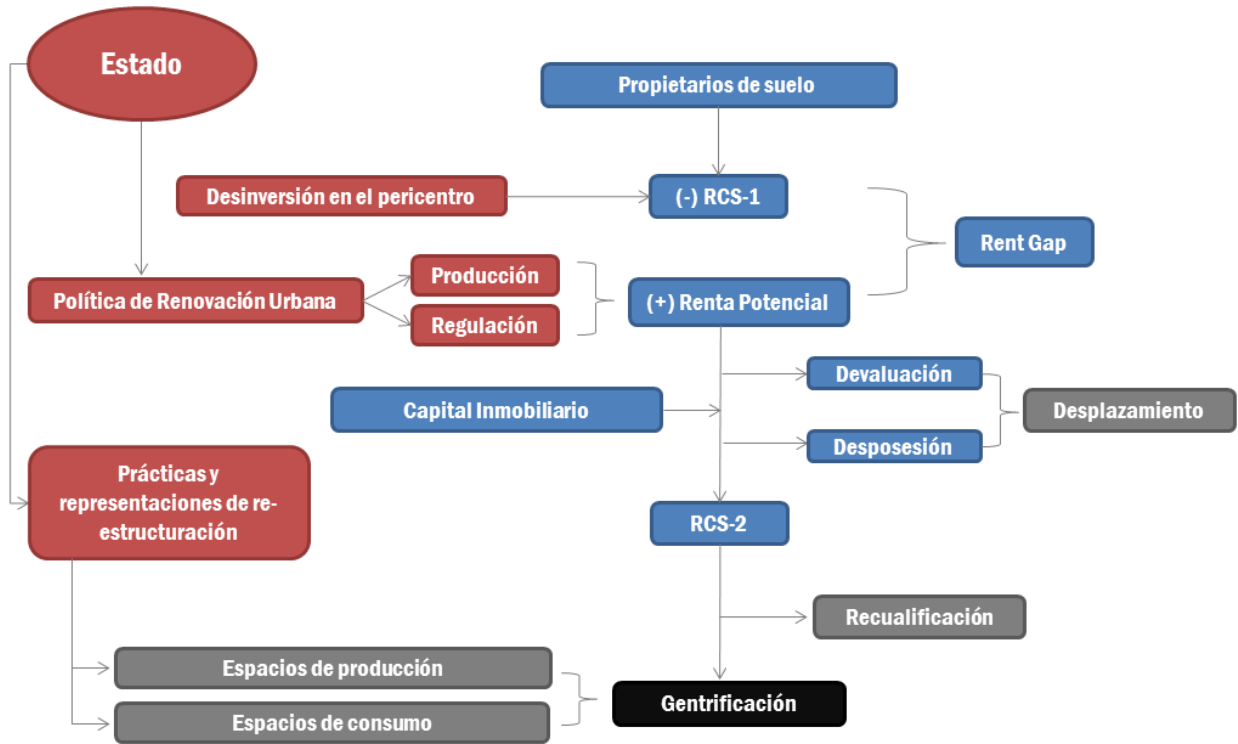 Estado
Propietarios de suelo
Desinversión en el pericentro
(-) RCS-1
Rent Gap
Política de Renovación Urbana
Producción
Regulación
(+) Renta Potencial
Devaluación
Capital Inmobiliario
Desplazamiento
Desposesión
Prácticas y
representaciones de re-
estructuración
RCS-2
Recualificación
Espacios de producción
Espacios de consumo
Gentrificación